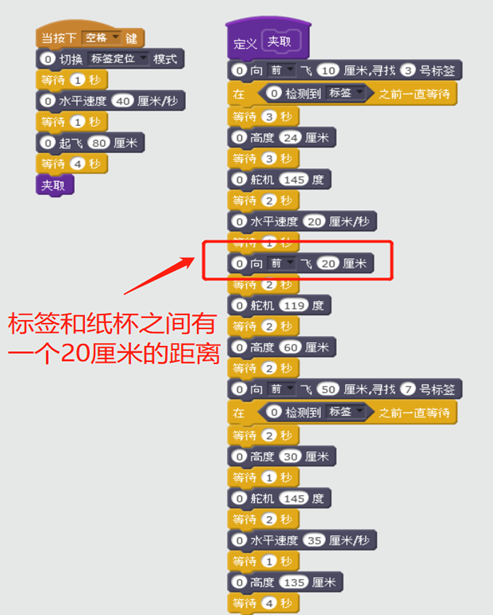 当按下 空格 键
0 切换 标签定位 模式
等待 1 秒
0 水平速度 40 厘米/秒
等待 1 秒
0 起飞 80 厘米
等待 4 秒
夹取
标签和纸杯之间有
一个20厘米的距离
定义 夹取
0 向 前 飞 10 厘米,寻找 3 号标签
在 0 检测到 标签 之前一直等待
等待 3 秒
0 高度 24 厘米
等待 3 秒
0 舵机 145 度
等待 2 秒
0 水平速度 20 厘米/秒
等待 1 秒
0 向 前 飞 20 厘米
等待 2 秒
0 舵机 119 度
等待 2 秒
0 高度 60 厘米
等待 2 秒
0 向 前 飞 50 厘米,寻找 7 号标签
在 0 检测到 标签 之前一直等待
等待 2 秒
0 高度 30 厘米
等待 1 秒
0 舵机 145 度
等待 2 秒
0 水平速度 35 厘米/秒
等待 1 秒
0 高度 135 厘米
等待 4 秒